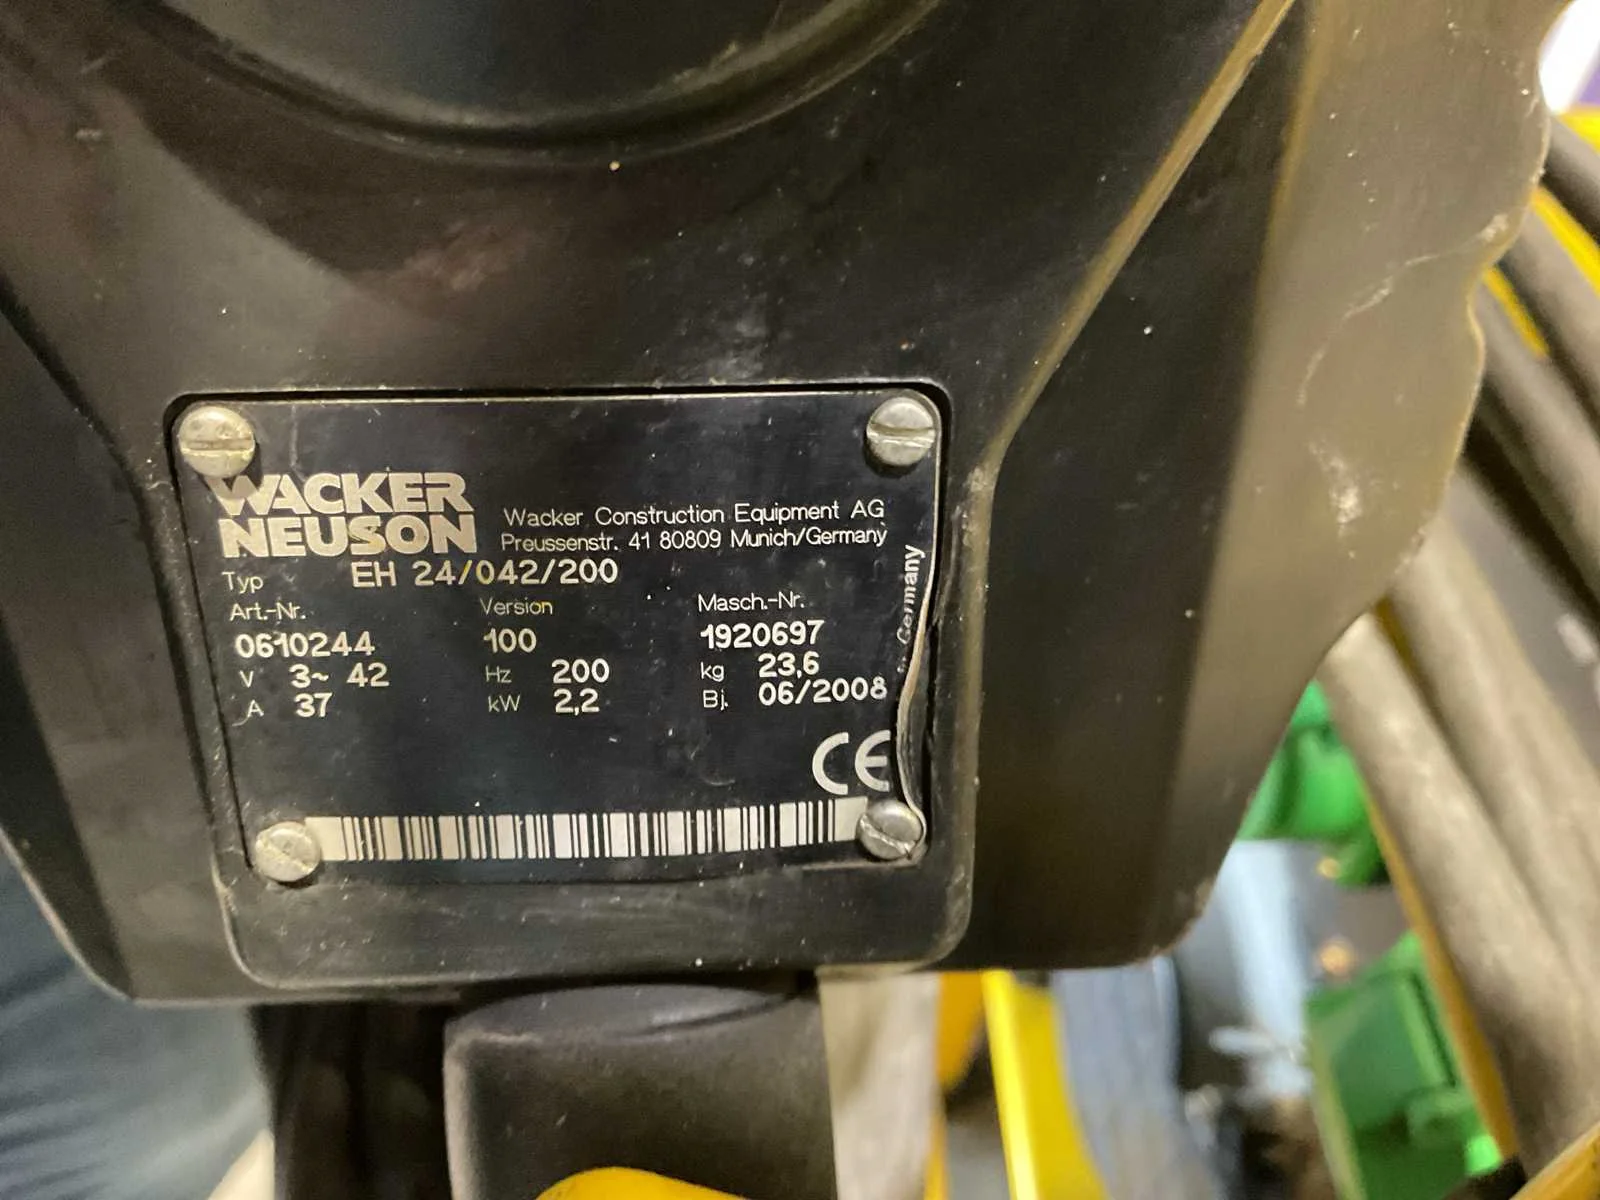 WACKER
NEUSON
Wacker Construction Equipment AG
Preussenstr. 41 80809 Munich/Germany
Typ EH 24/042/200
Art.-Nr. Version Masch.-Nr.
0610244 100 1920697
V 3~ 42 Hz 200 kg 23,6
A 37 kW 2,2 Bj. 06/2008
Germany
CE